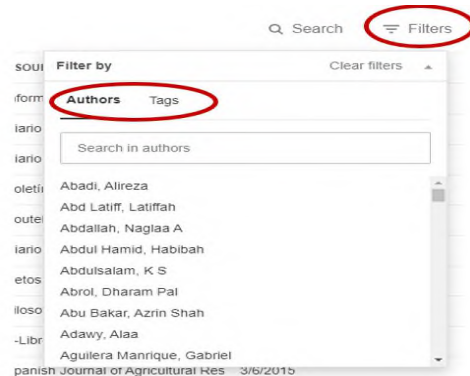 Search Filters
Filter by Clear filters
Authors Tags
Search in authors
Abadi, Alireza
Abd Latiff, Latiffah
Abdallah, Naglaa A
Abdul Hamid, Habibah
Abdulsalam, K S
Abrol, Dharam Pal
Abu Bakar, Azrin Shah
Adawy, Alaa
Aguilera Manrique, Gabriel
panish Journal of Agricultural Res 3/6/2015